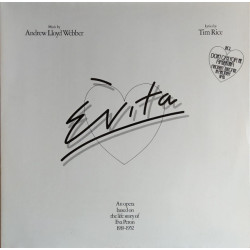 Music by
Andrew Lloyd Webber
Lyrics by
Tim Rice
Evita
An opera
based on
the life story of
Eva Perón
1919-1952